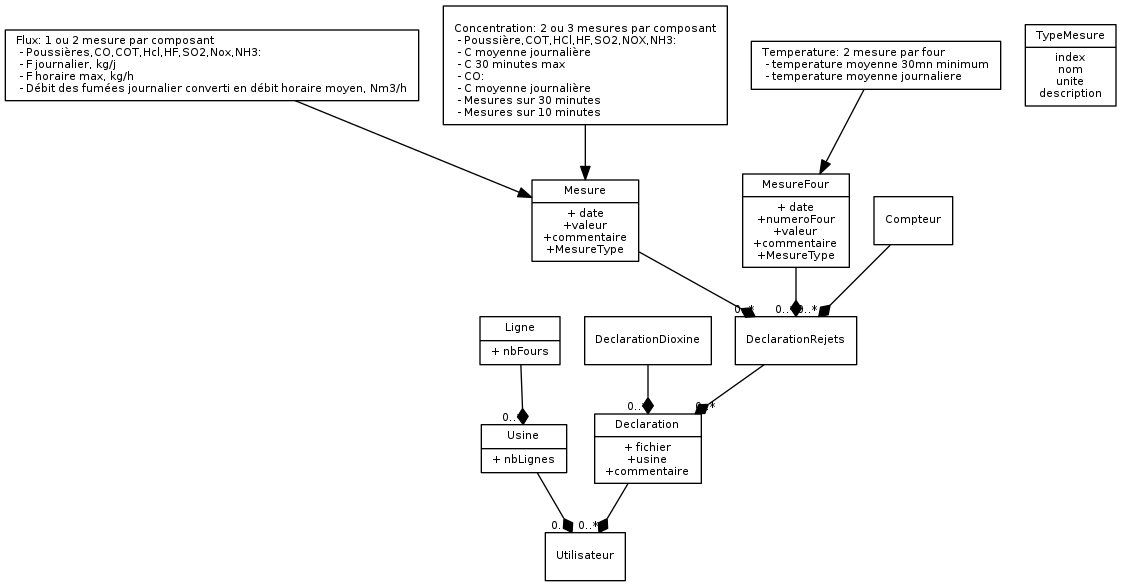 Flux: 1 ou 2 mesure par composant
- Poussières,CO,COT,Hcl,HF,SO2,Nox,NH3:
- F journalier, kg/j
- F horaire max, kg/h
- Débit des fumées journalier converti en débit horaire moyen, Nm3/h
Concentration: 2 ou 3 mesures par composant
- Poussière,COT,HCl,HF,SO2,NOX,NH3:
- C moyenne journalière
- C 30 minutes max
- CO:
- C moyenne journalière
- Mesures sur 30 minutes
- Mesures sur 10 minutes
Temperature: 2 mesure par four
- temperature moyenne 30mn minimum
- temperature moyenne journaliere
TypeMesure
index
nom
unite
description
Mesure
+ date
+valeur
+commentaire
+MesureType
MesureFour
+ date
+numeroFour
+valeur
+commentaire
+MesureType
Compteur
0..*
0..*
0..*
Ligne
+ nbFours
DeclarationDioxine
DeclarationRejets
0..
0..
0..*
Usine
+ nbLignes
Declaration
+ fichier
+usine
+commentaire
0..
0..*
Utilisateur